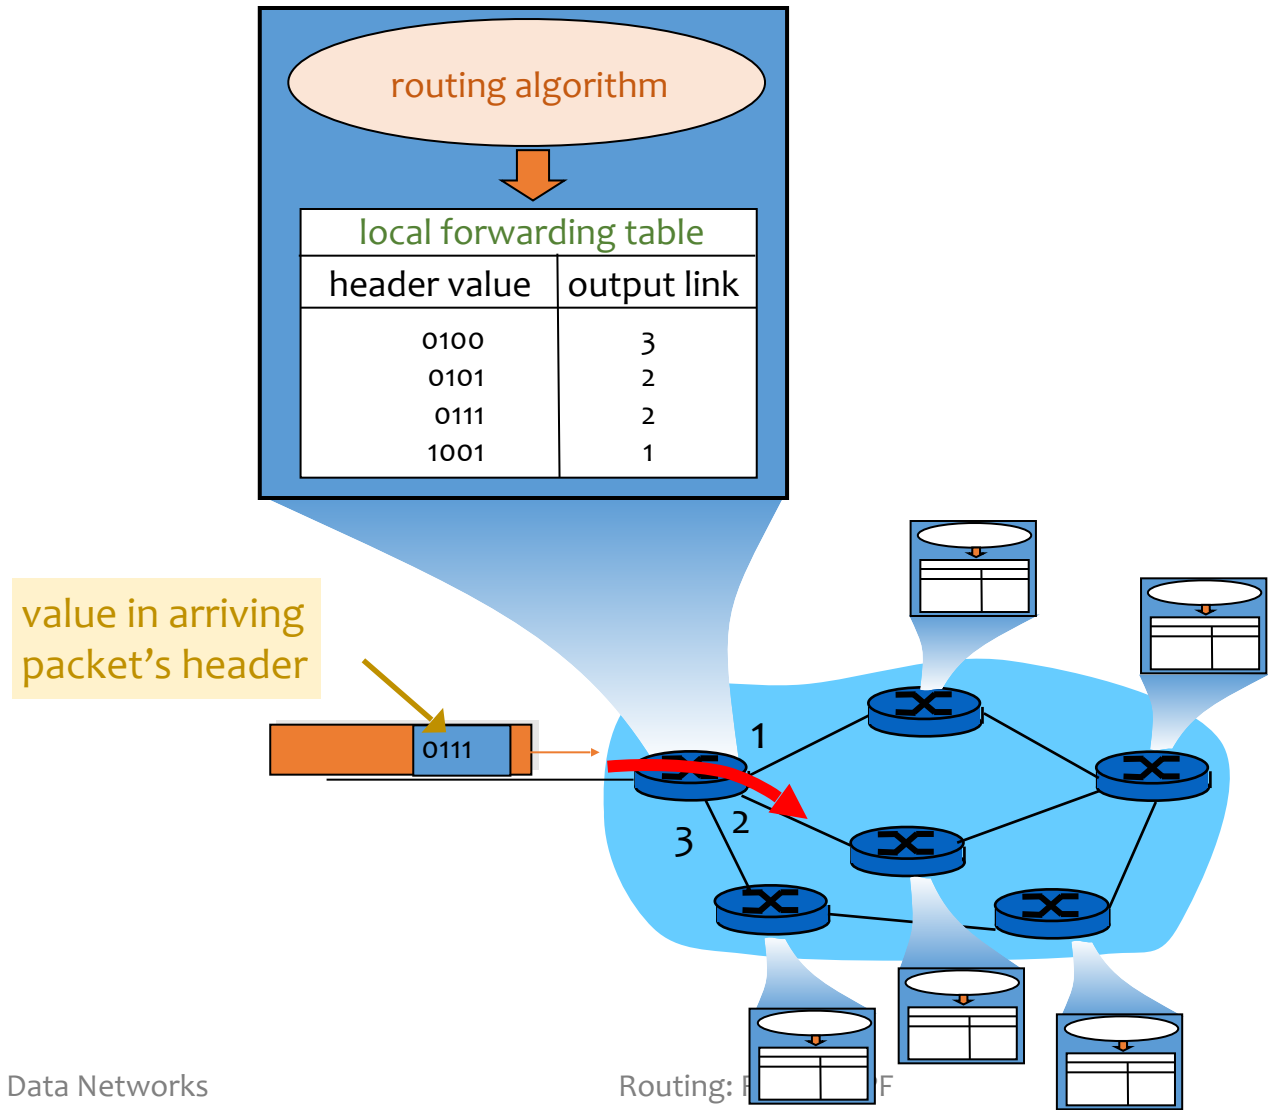 routing algorithm
local forwarding table
header value output link
0100 3
0101 2
0111 2
1001 1
value in arriving
packet's header
0111
1
2
3
Data Networks
Routing: